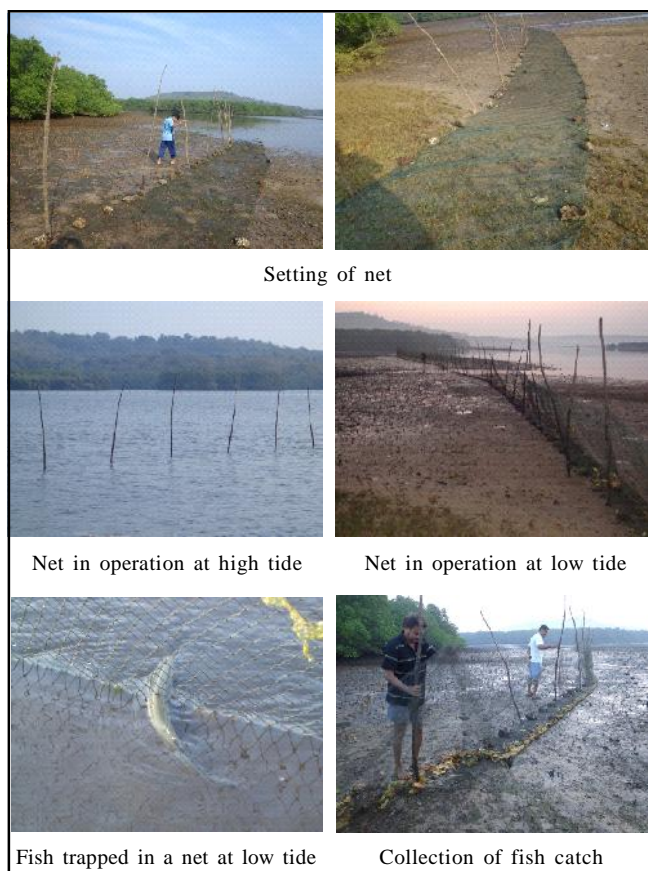 Setting of net
Net in operation at high tide
Net in operation at low tide
Fish trapped in a net at low tide
Collection of fish catch